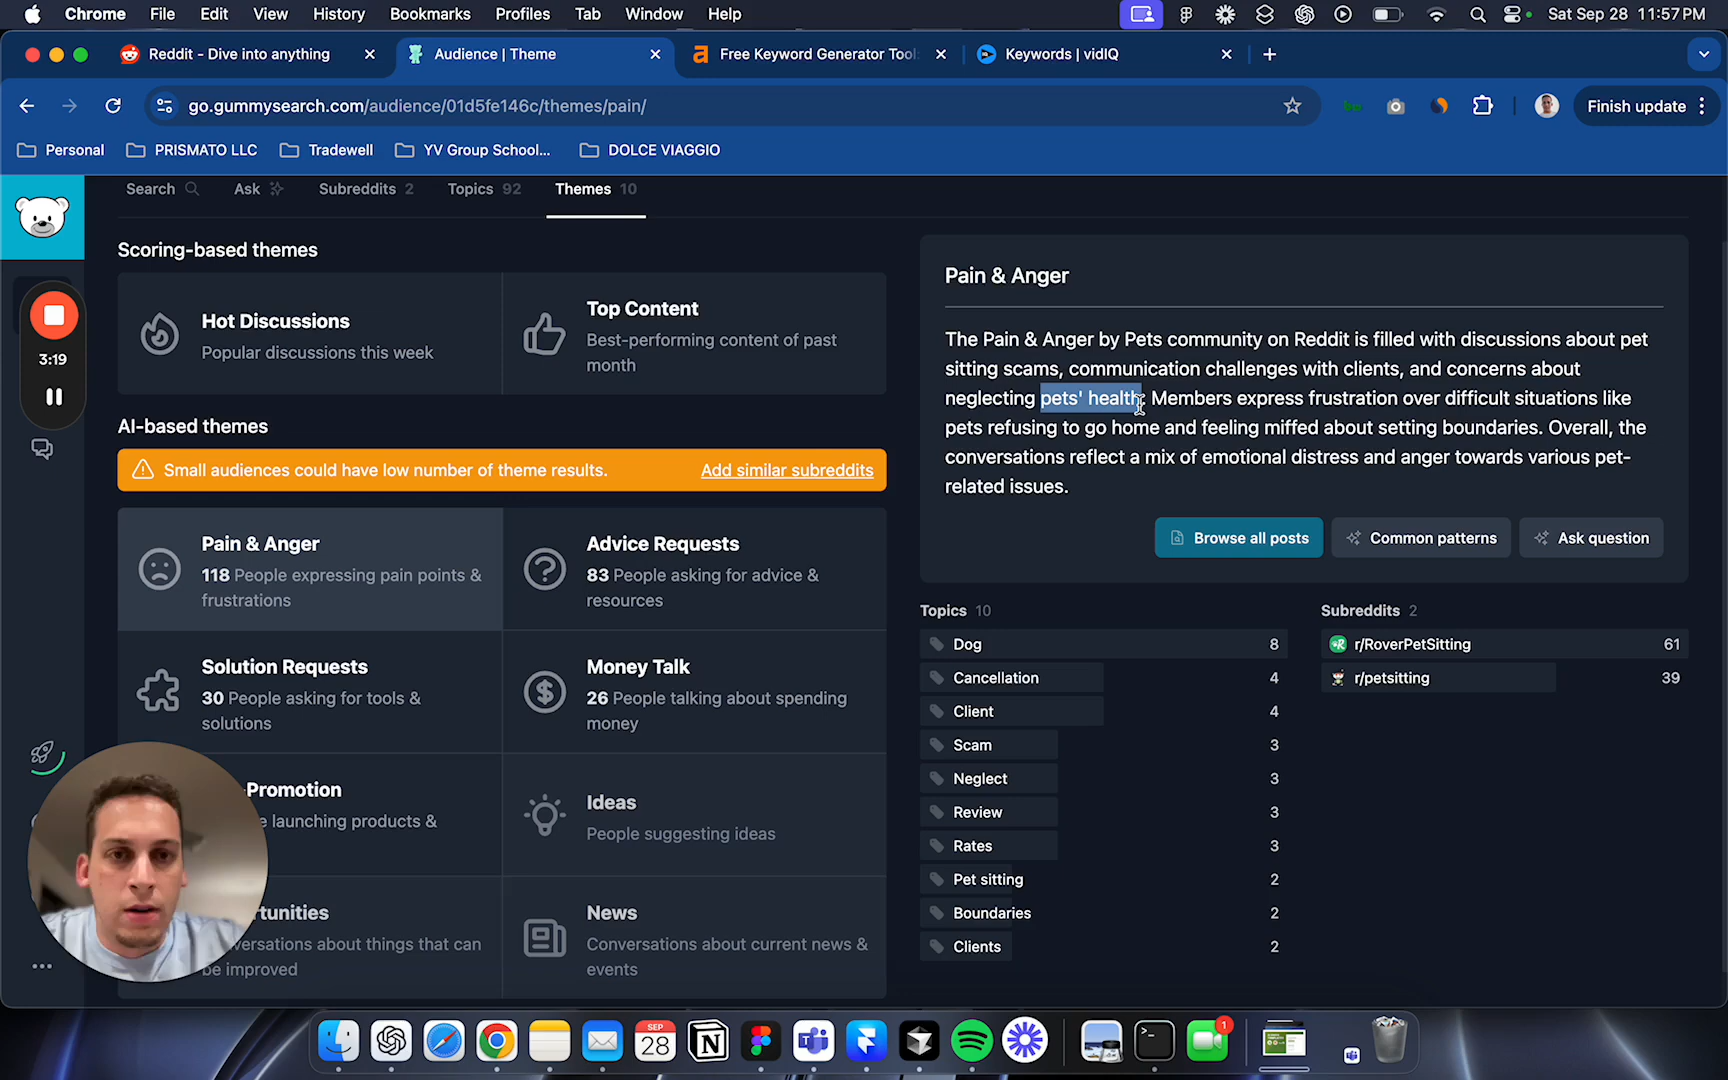 Chrome File Edit View History Bookmarks Profiles Tab Window Help
Sat Sep 28 11:57 PM
Reddit - Dive into anything
Audience | Theme
Free Keyword Generator Tool:
Keywords | vidIQ
go.gummysearch.com/audience/01d5fe146c/themes/pain/
Finish update
Personal
PRISMATO LLC
Tradewell
YV Group School...
DOLCE VIAGGIO
Search
Ask
Subreddits 2
Topics 92
Themes 10
3:19
Scoring-based themes
Hot Discussions
Popular discussions this week
Top Content
Best-performing content of past
month
AI-based themes
Small audiences could have low number of theme results.
Add similar subreddits
Pain & Anger
118 People expressing pain points &
frustrations
Advice Requests
83 People asking for advice &
resources
Solution Requests
30 People asking for tools &
solutions
Money Talk
26 People talking about spending
money
-Promotion
launching products &
Ideas
People suggesting ideas
rtunities
versations about things that can
be improved
News
Conversations about current news &
events
Pain & Anger
The Pain & Anger by Pets community on Reddit is filled with discussions about pet
sitting scams, communication challenges with clients, and concerns about
neglecting pets' health. Members express frustration over difficult situations like
pets refusing to go home and feeling miffed about setting boundaries. Overall, the
conversations reflect a mix of emotional distress and anger towards various pet-
related issues.
Browse all posts
Common patterns
Ask question
Topics 10
Dog 8
Cancellation 4
Client 4
Scam 3
Neglect 3
Review 3
Rates 3
Pet sitting 2
Boundaries 2
Clients 2
Subreddits 2
r/RoverPetSitting 61
r/petsitting 39
SEP
28
1